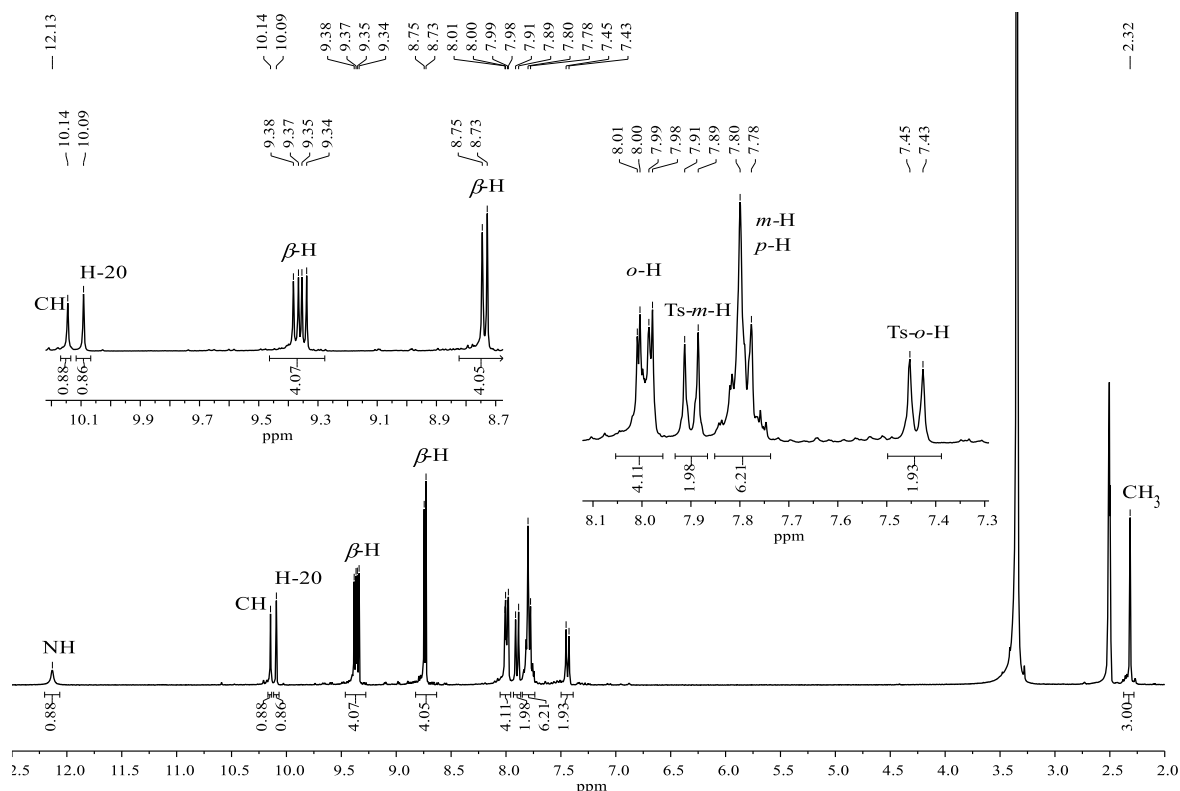 12.13 10.14 10.09 9.38 9.37 9.35 9.34 8.75 8.73 8.01 8.00 7.99 7.98 7.91 7.89 7.80 7.78 7.45 7.43 2.32
10.14 10.09 9.38 9.37 9.35 9.34 8.75 8.73
CH H-20 β-H β-H
0.88 0.86 4.07 4.05
10.1 9.9 9.7 9.5 9.3 9.1 8.9 8.7
ppm
8.01 8.00 7.99 7.98 7.91 7.89 7.80 7.78 7.45 7.43
o-H Ts-m-H m-H
p-H
Ts-o-H
4.11 1.98 6.21 1.93
8.1 8.0 7.9 7.8 7.7 7.6 7.5 7.4 7.3
ppm
NH CH H-20 β-H β-H CH3
0.88 0.88 0.86 4.07 4.05 4.11 1.98 6.21 1.93 3.00
2.5 12.0 11.5 11.0 10.5 10.0 9.5 9.0 8.5 8.0 7.5 7.0 6.5 6.0 5.5 5.0 4.5 4.0 3.5 3.0 2.5 2.0
ppm